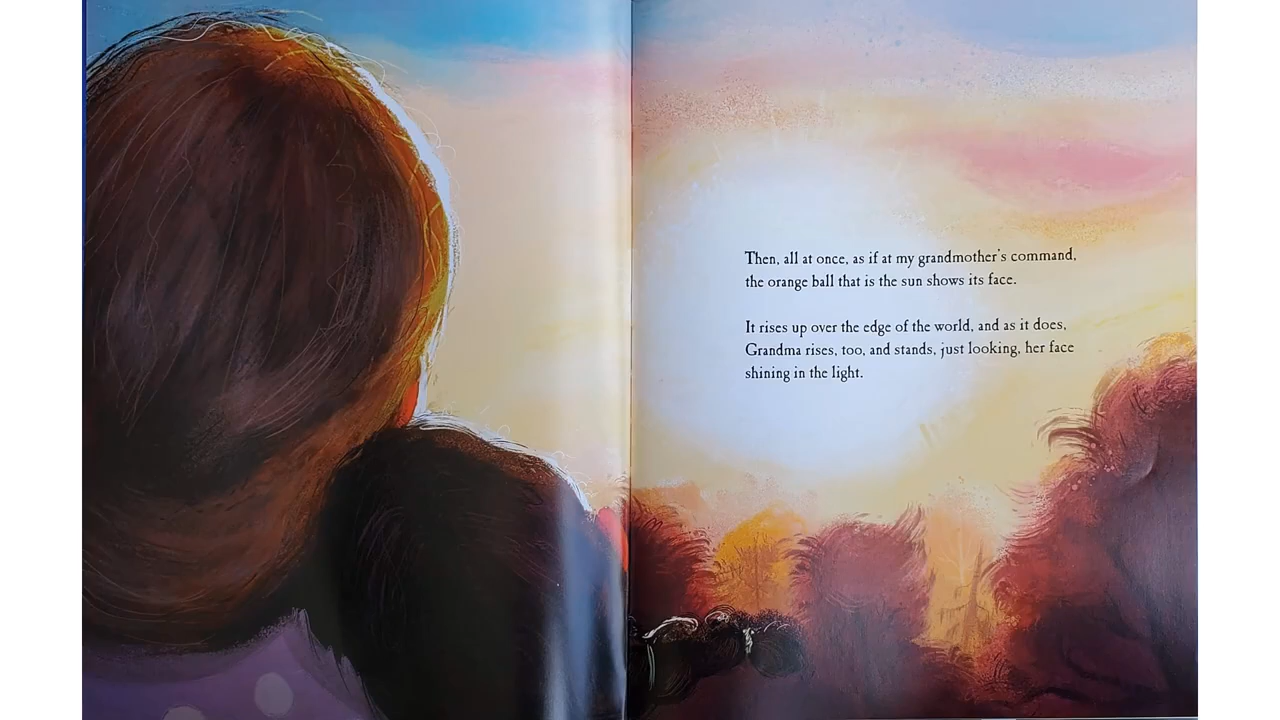 Then, all at once, as if at my grandmother's command,
the orange ball that is the sun shows its face.
It rises up over the edge of the world, and as it does,
Grandma rises, too, and stands, just looking, her face
shining in the light.